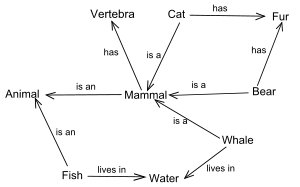 Vertebra
Cat
has
Fur
has
is a
has
Animal
is an
Mammal
is a
Bear
is an
is a
Whale
Fish
lives in
Water
lives in